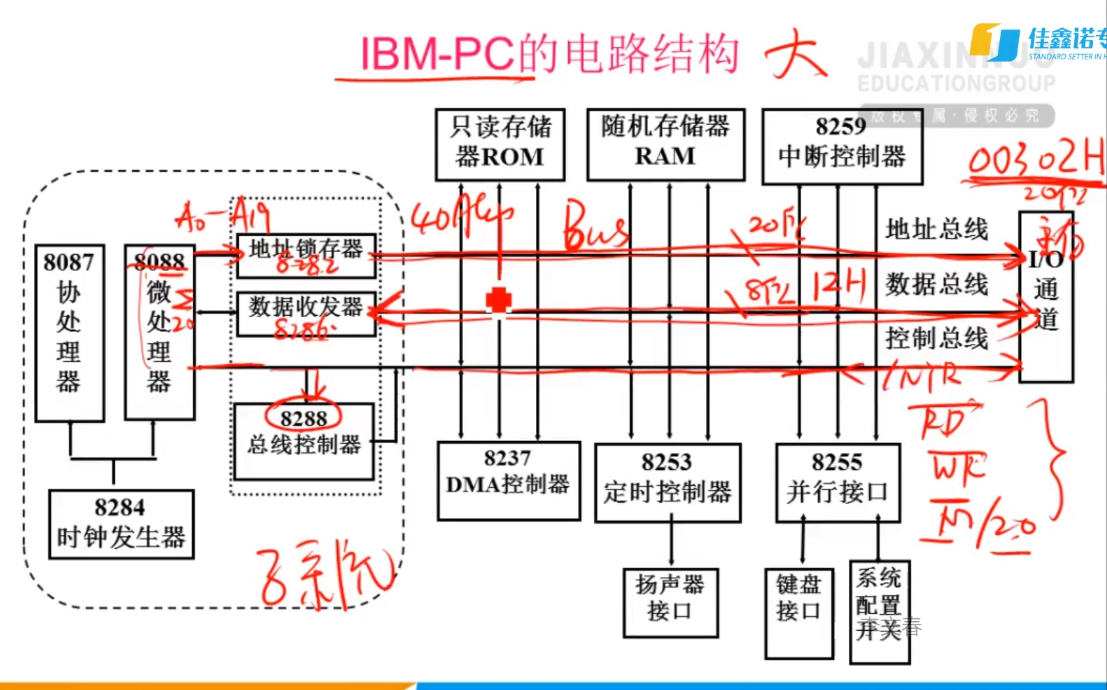 IBM-PC的电路结构 大
佳鑫诺专
STANDARD SETTER IN H
JIAXINNUO
EDUCATIONGROUP
版权专属·侵权必究
只读存储
器ROM
随机存储器
RAM
8259
中断控制器
00302H
20位
A0-A19
40根
Bus
20位
地址总线
8087
协
处
理
器
8088
微
处
理
器
20
地址锁存器
8282
数据收发器
8286
8位
12H
数据总线
控制总线
I/O
通
道
INTR
RD
WR
M/IO
8288
总线控制器
8237
DMA控制器
8253
定时控制器
8255
并行接口
8284
时钟发生器
子系统
扬声器
接口
键盘
接口
系统
配置
开关
李立春